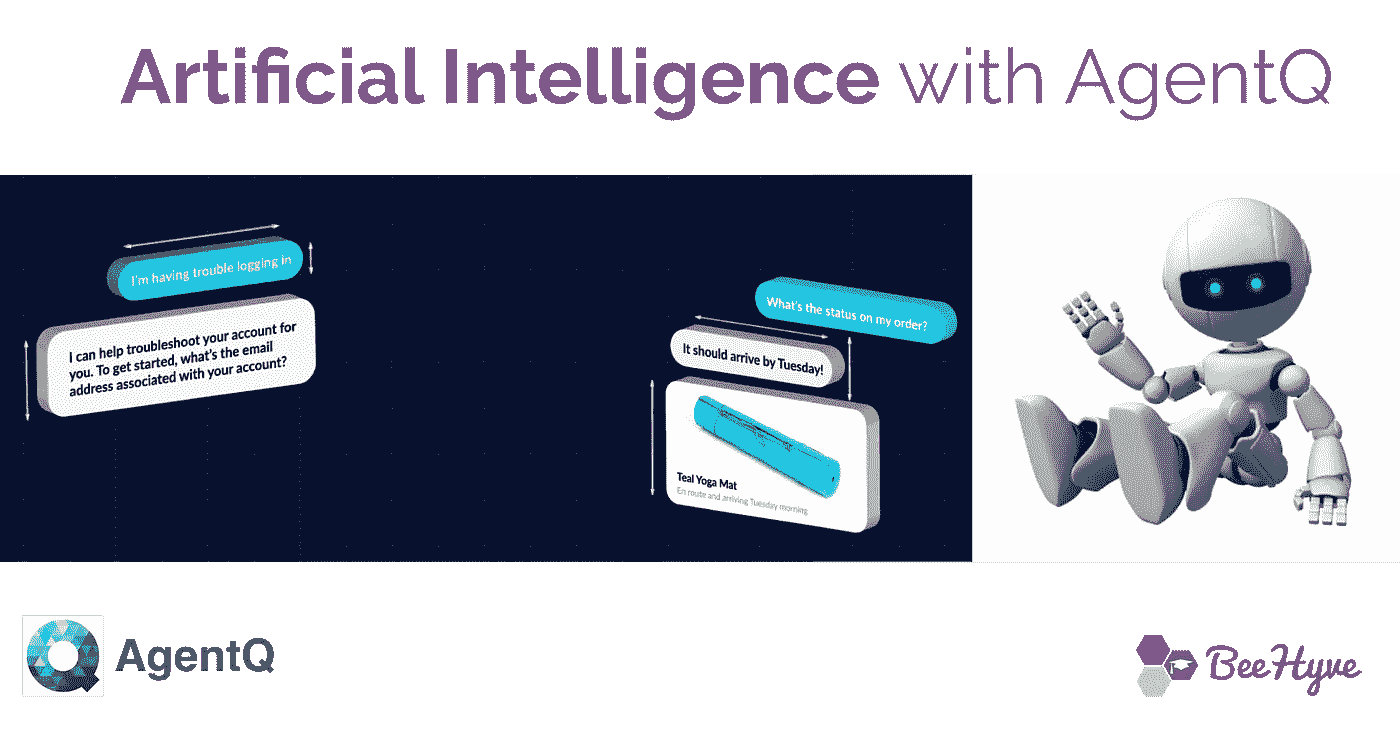 Artificial Intelligence with AgentQ
I'm having trouble logging in
I can help troubleshoot your account for
you. To get started, what's the email
address associated with your account?
What's the status on my order?
It should arrive by Tuesday!
Teal Yoga Mat
En route and arriving Tuesday morning
AgentQ
BeeHyve